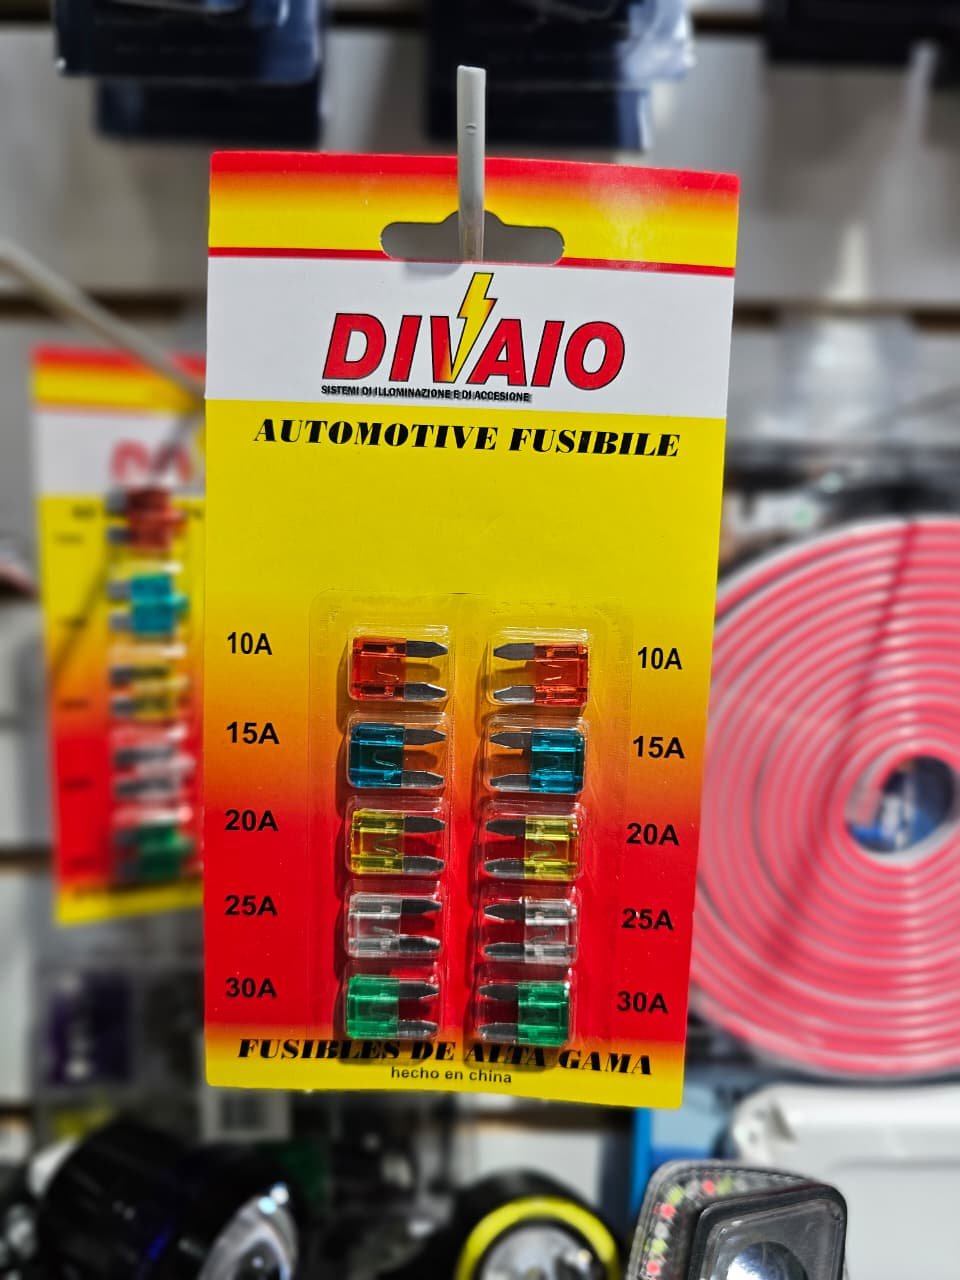 DIVAIO
SISTEMI DI ILLOMINAZIONE E DI ACCESIONE
AUTOMOTIVE FUSIBILE
10A 10A
15A 15A
20A 20A
25A 25A
30A 30A
FUSIBLES DE ALTA GAMA
hecho en china